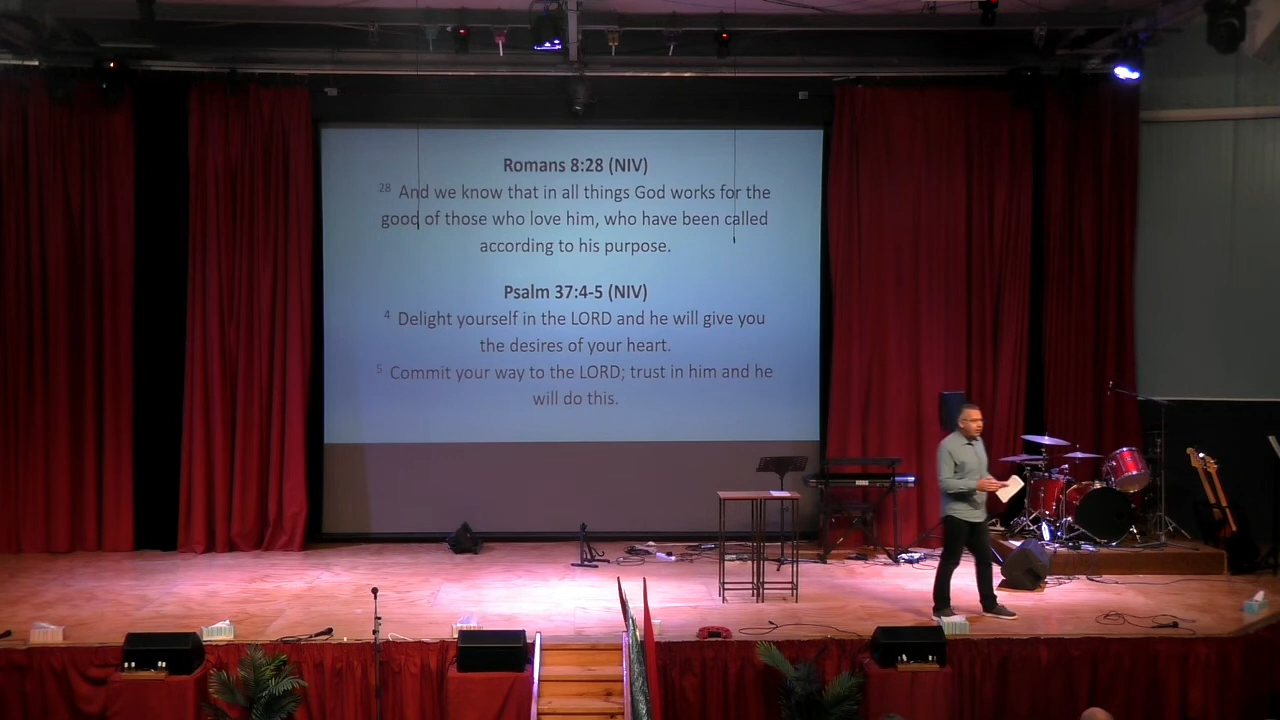 Romans 8:28 (NIV)
28 And we know that in all things God works for the
good of those who love him, who have been called
according to his purpose.
Psalm 37:4-5 (NIV)
4 Delight yourself in the LORD and he will give you
the desires of your heart.
5 Commit your way to the LORD; trust in him and he
will do this.